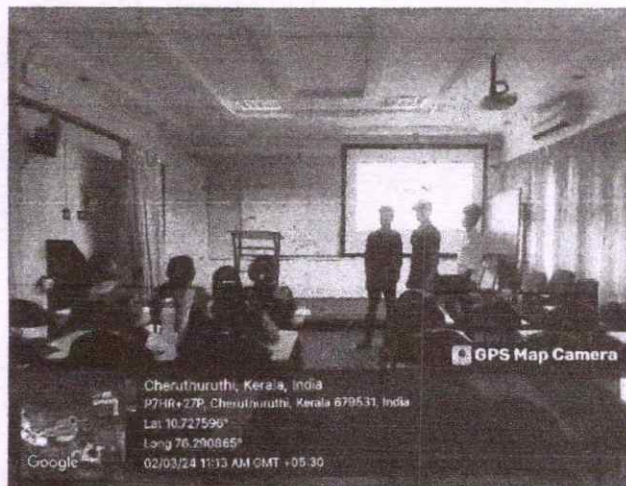 GPS Map Camera
Cheruthuruthi, Kerala, India
P7HR+27P, Cheruthuruthi, Kerala 679531, India
Lat 10.727596°
Long 76.290865°
02/03/24 11:13 AM GMT +05:30
Google